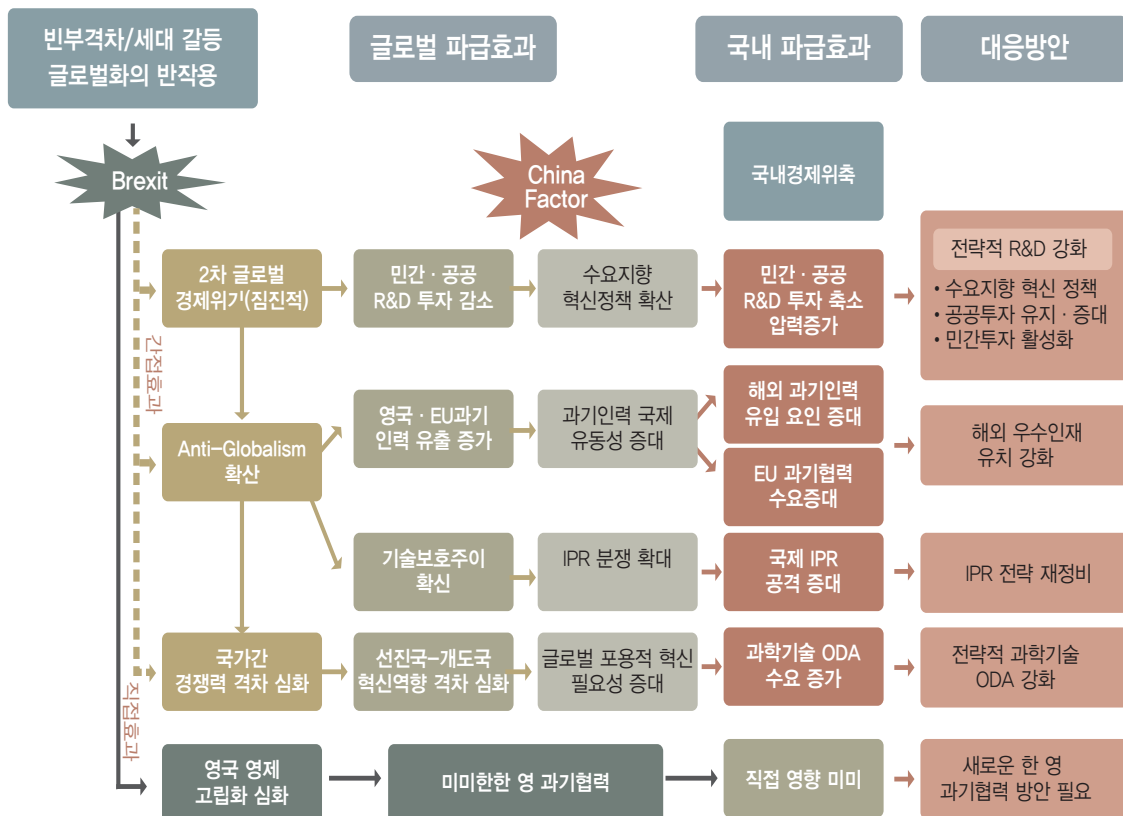 빈부격차/세대 갈등
글로벌화의 반작용
글로벌 파급효과
국내 파급효과
대응방안
Brexit
China
Factor
국내경제위축
2차 글로벌
경제위기(짐진적)
민간 · 공공
R&D 투자 감소
수요지향
혁신정책 확산
민간 · 공공
R&D 투자 축소
압력증가
전략적 R&D 강화
• 수요지향 혁신 정책
• 공공투자 유지 · 증대
• 민간투자 활성화
간점효과
Anti-Globalism
확산
영국 · EU과기
인력 유출 증가
과기인력 국제
유동성 증대
해외 과기인력
유입 요인 증대
EU 과기협력
수요증대
해외 우수인재
유치 강화
기술보호주이
확신
IPR 분쟁 확대
국제 IPR
공격 증대
IPR 전략 재정비
국가간
경쟁력 격차 심화
선진국-개도국
혁신역향 격차 심화
글로벌 포용적 혁신
필요성 증대
과학기술 ODA
수요 증가
전략적 과학기술
ODA 강화
직점효과
영국 영제
고립화 심화
미미한한 영 과기협력
직접 영향 미미
새로운 한 영
과기협력 방안 필요